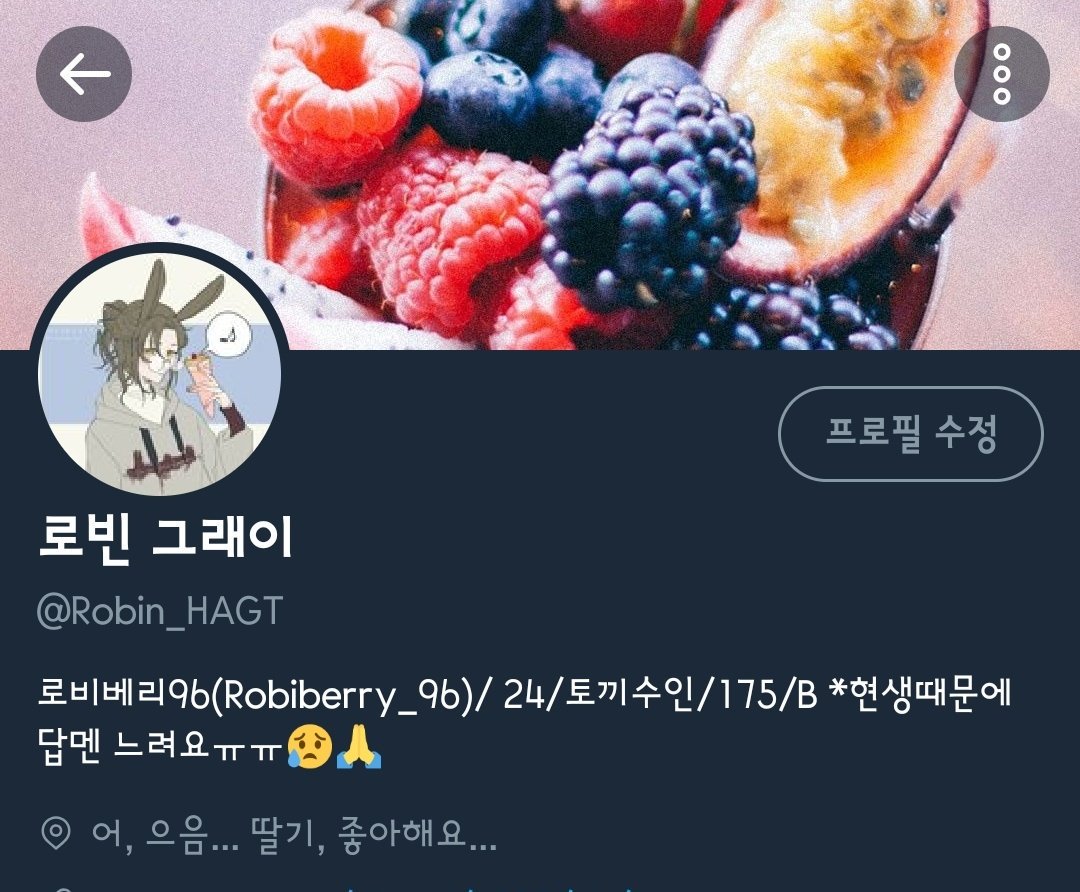 프로필 수정
로빈 그래이
@Robin_HAGT
로비베리96(Robiberry_96)/ 24/토끼수인/175/B *현생때문에
답멘 느려요ㅠㅠ😥🙏
어, 으음... 딸기, 좋아해요...